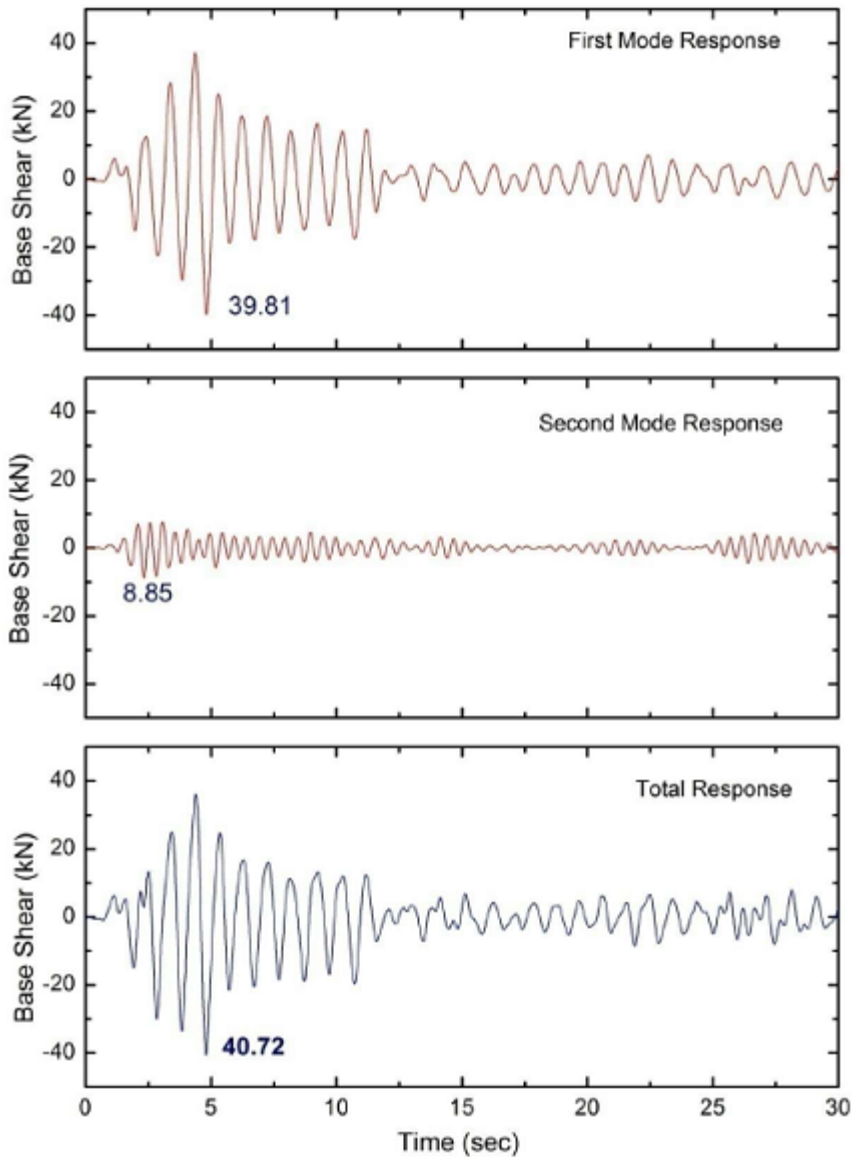 First Mode Response
Base Shear (kN)
40
20
0
-20
-40
39.81
Second Mode Response
Base Shear (kN)
40
20
0
-20
-40
8.85
Total Response
Base Shear (kN)
40
20
0
-20
-40
40.72
0 5 10 15 20 25 30
Time (sec)